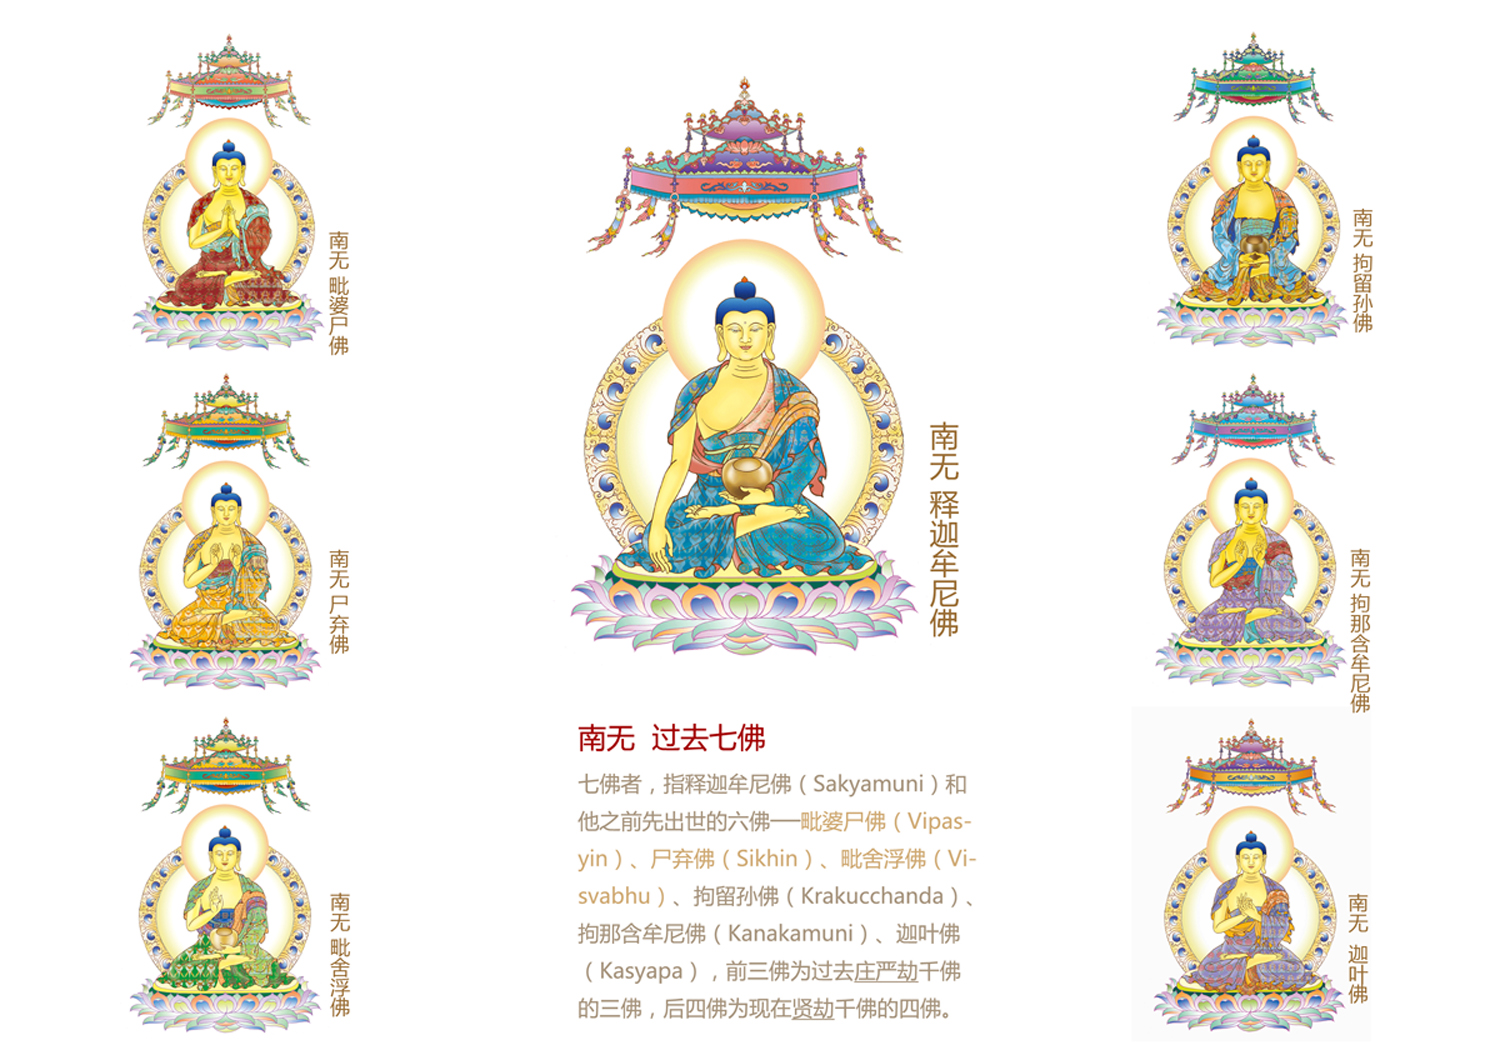 南无 毗婆尸佛
南无 尸弃佛
南无 毗舍浮佛
南无 释迦牟尼佛
南无 过去七佛
七佛者，指释迦牟尼佛（Sakyamuni）和
他之前先出世的六佛──毗婆尸佛（Vipas-
yin）、尸弃佛（Sikhin）、毗舍浮佛（Vi-
svabhu）、拘留孙佛（Krakucchanda）、
拘那含牟尼佛（Kanakamuni）、迦叶佛
（Kasyapa），前三佛为过去庄严劫千佛
的三佛，后四佛为现在贤劫千佛的四佛。
南无 拘留孙佛
南无 拘那含牟尼佛
南无 迦叶佛